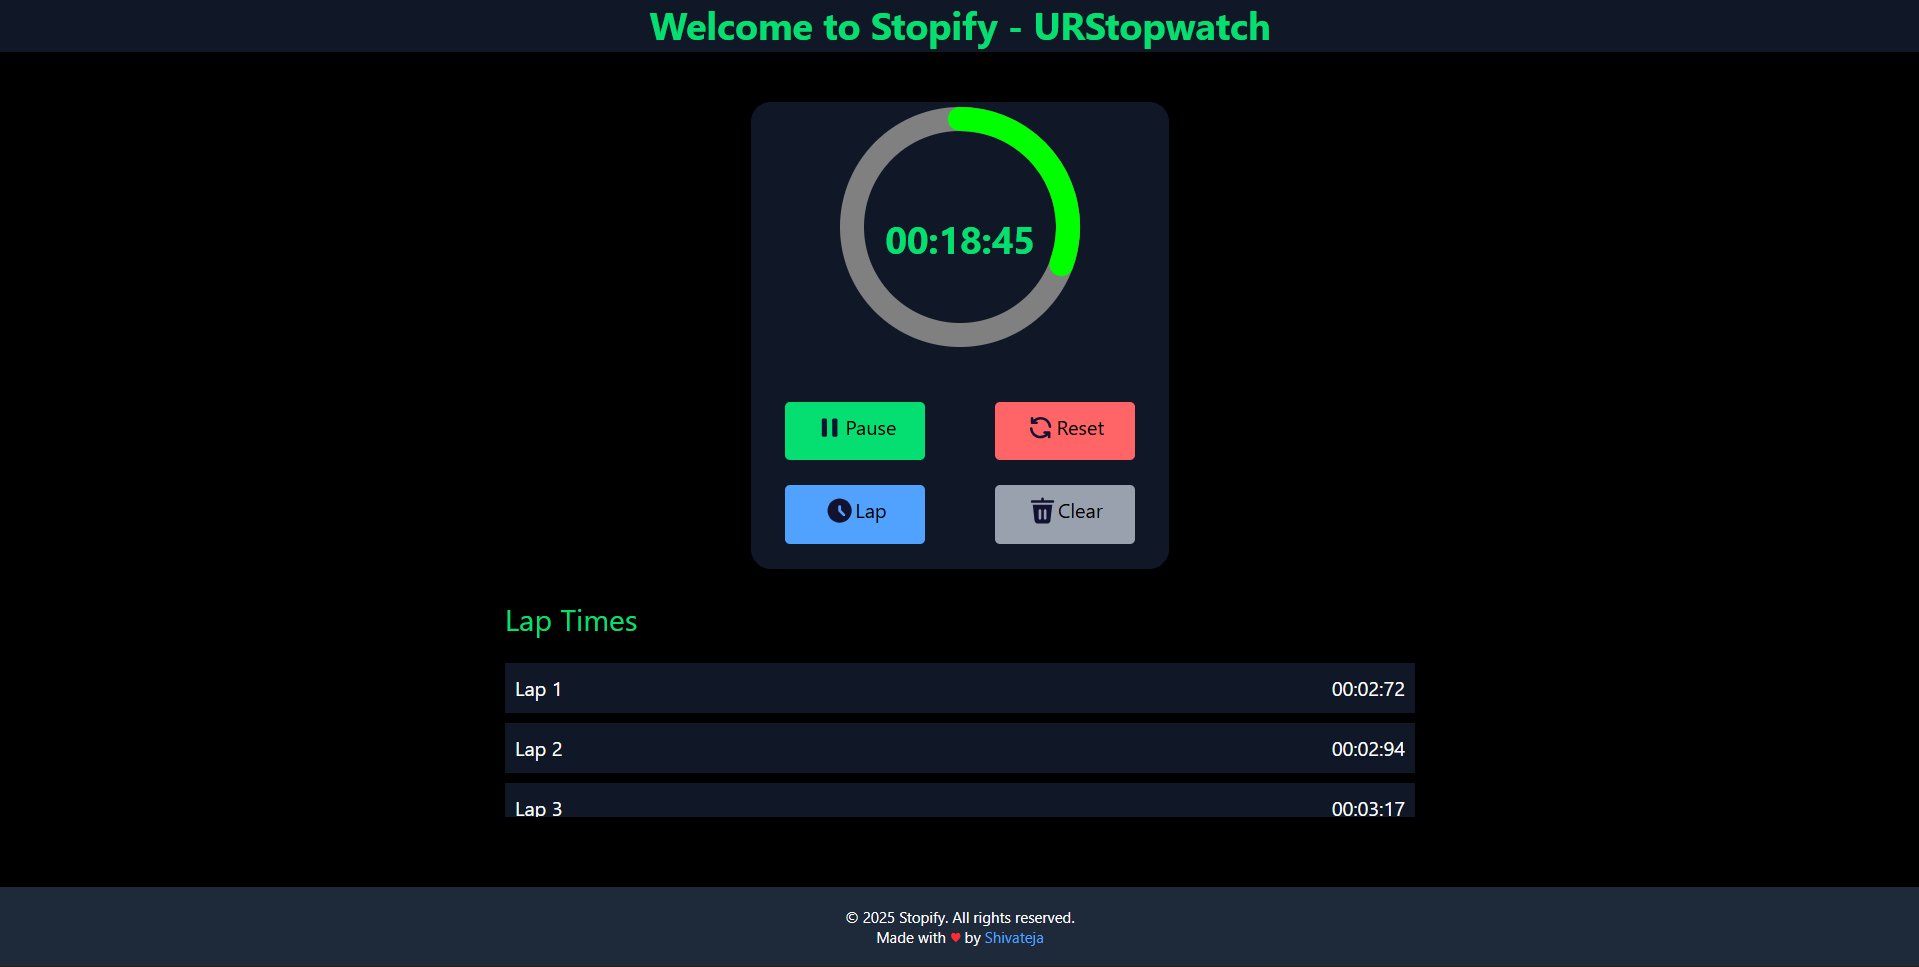 Welcome to Stopify - URStopwatch
00:18:45
Pause Reset
Lap Clear
Lap Times
Lap 1 00:02:72
Lap 2 00:02:94
Lap 3 00:03:17
© 2025 Stopify. All rights reserved.
Made with ♥ by Shivateja